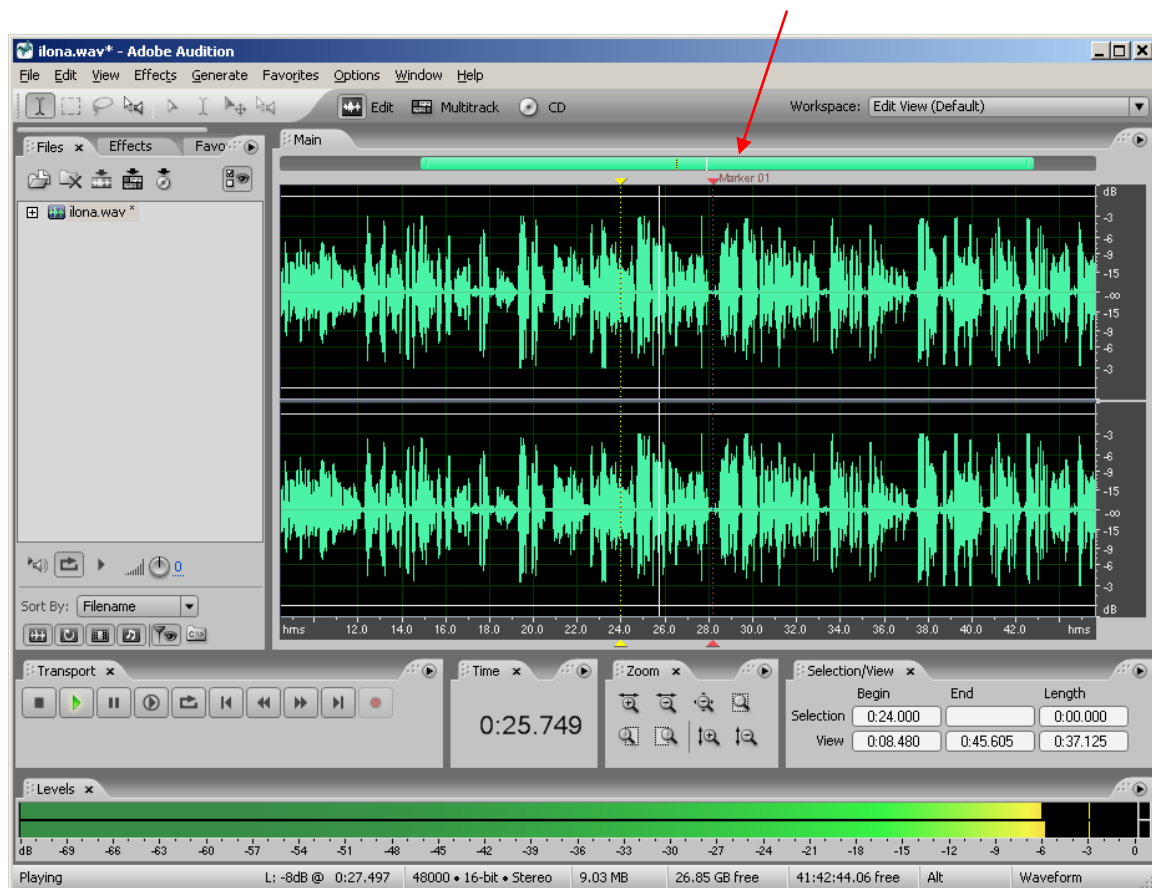 ilona.wav* - Adobe Audition
File Edit View Effects Generate Favorites Options Window Help
Edit Multitrack CD Workspace: Edit View (Default)
Files Effects Favo Main
Marker 01
ilona.wav *
dB
-3
-6
-9
-15
-∞
-15
-9
-6
-3
-3
-6
-9
-15
-∞
-15
-9
-6
-3
dB
0
Sort By: Filename
hms 12.0 14.0 16.0 18.0 20.0 22.0 24.0 26.0 28.0 30.0 32.0 34.0 36.0 38.0 40.0 42.0 hms
Transport Time Zoom Selection/View
Begin End Length
Selection 0:24.000 0:00.000
View 0:08.480 0:45.605 0:37.125
0:25.749
Levels
dB -69 -66 -63 -60 -57 -54 -51 -48 -45 -42 -39 -36 -33 -30 -27 -24 -21 -18 -15 -12 -9 -6 -3 0
Playing L: -8dB @ 0:27.497 48000 • 16-bit • Stereo 9.03 MB 26.85 GB free 41:42:44.06 free Alt Waveform